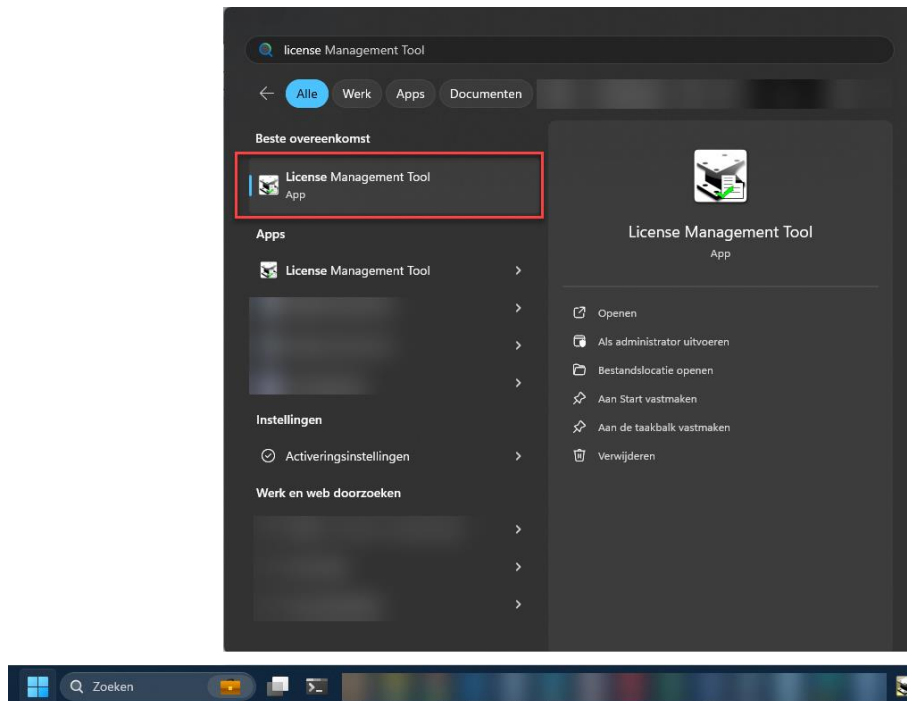 license Management Tool
Alle Werk Apps Documenten
Beste overeenkomst
License Management Tool
App
Apps
License Management Tool
Instellingen
Activeringsinstellingen
Werk en web doorzoeken
License Management Tool
App
Openen
Als administrator uitvoeren
Bestandslocatie openen
Aan Start vastmaken
Aan de taakbalk vastmaken
Verwijderen
Zoeken